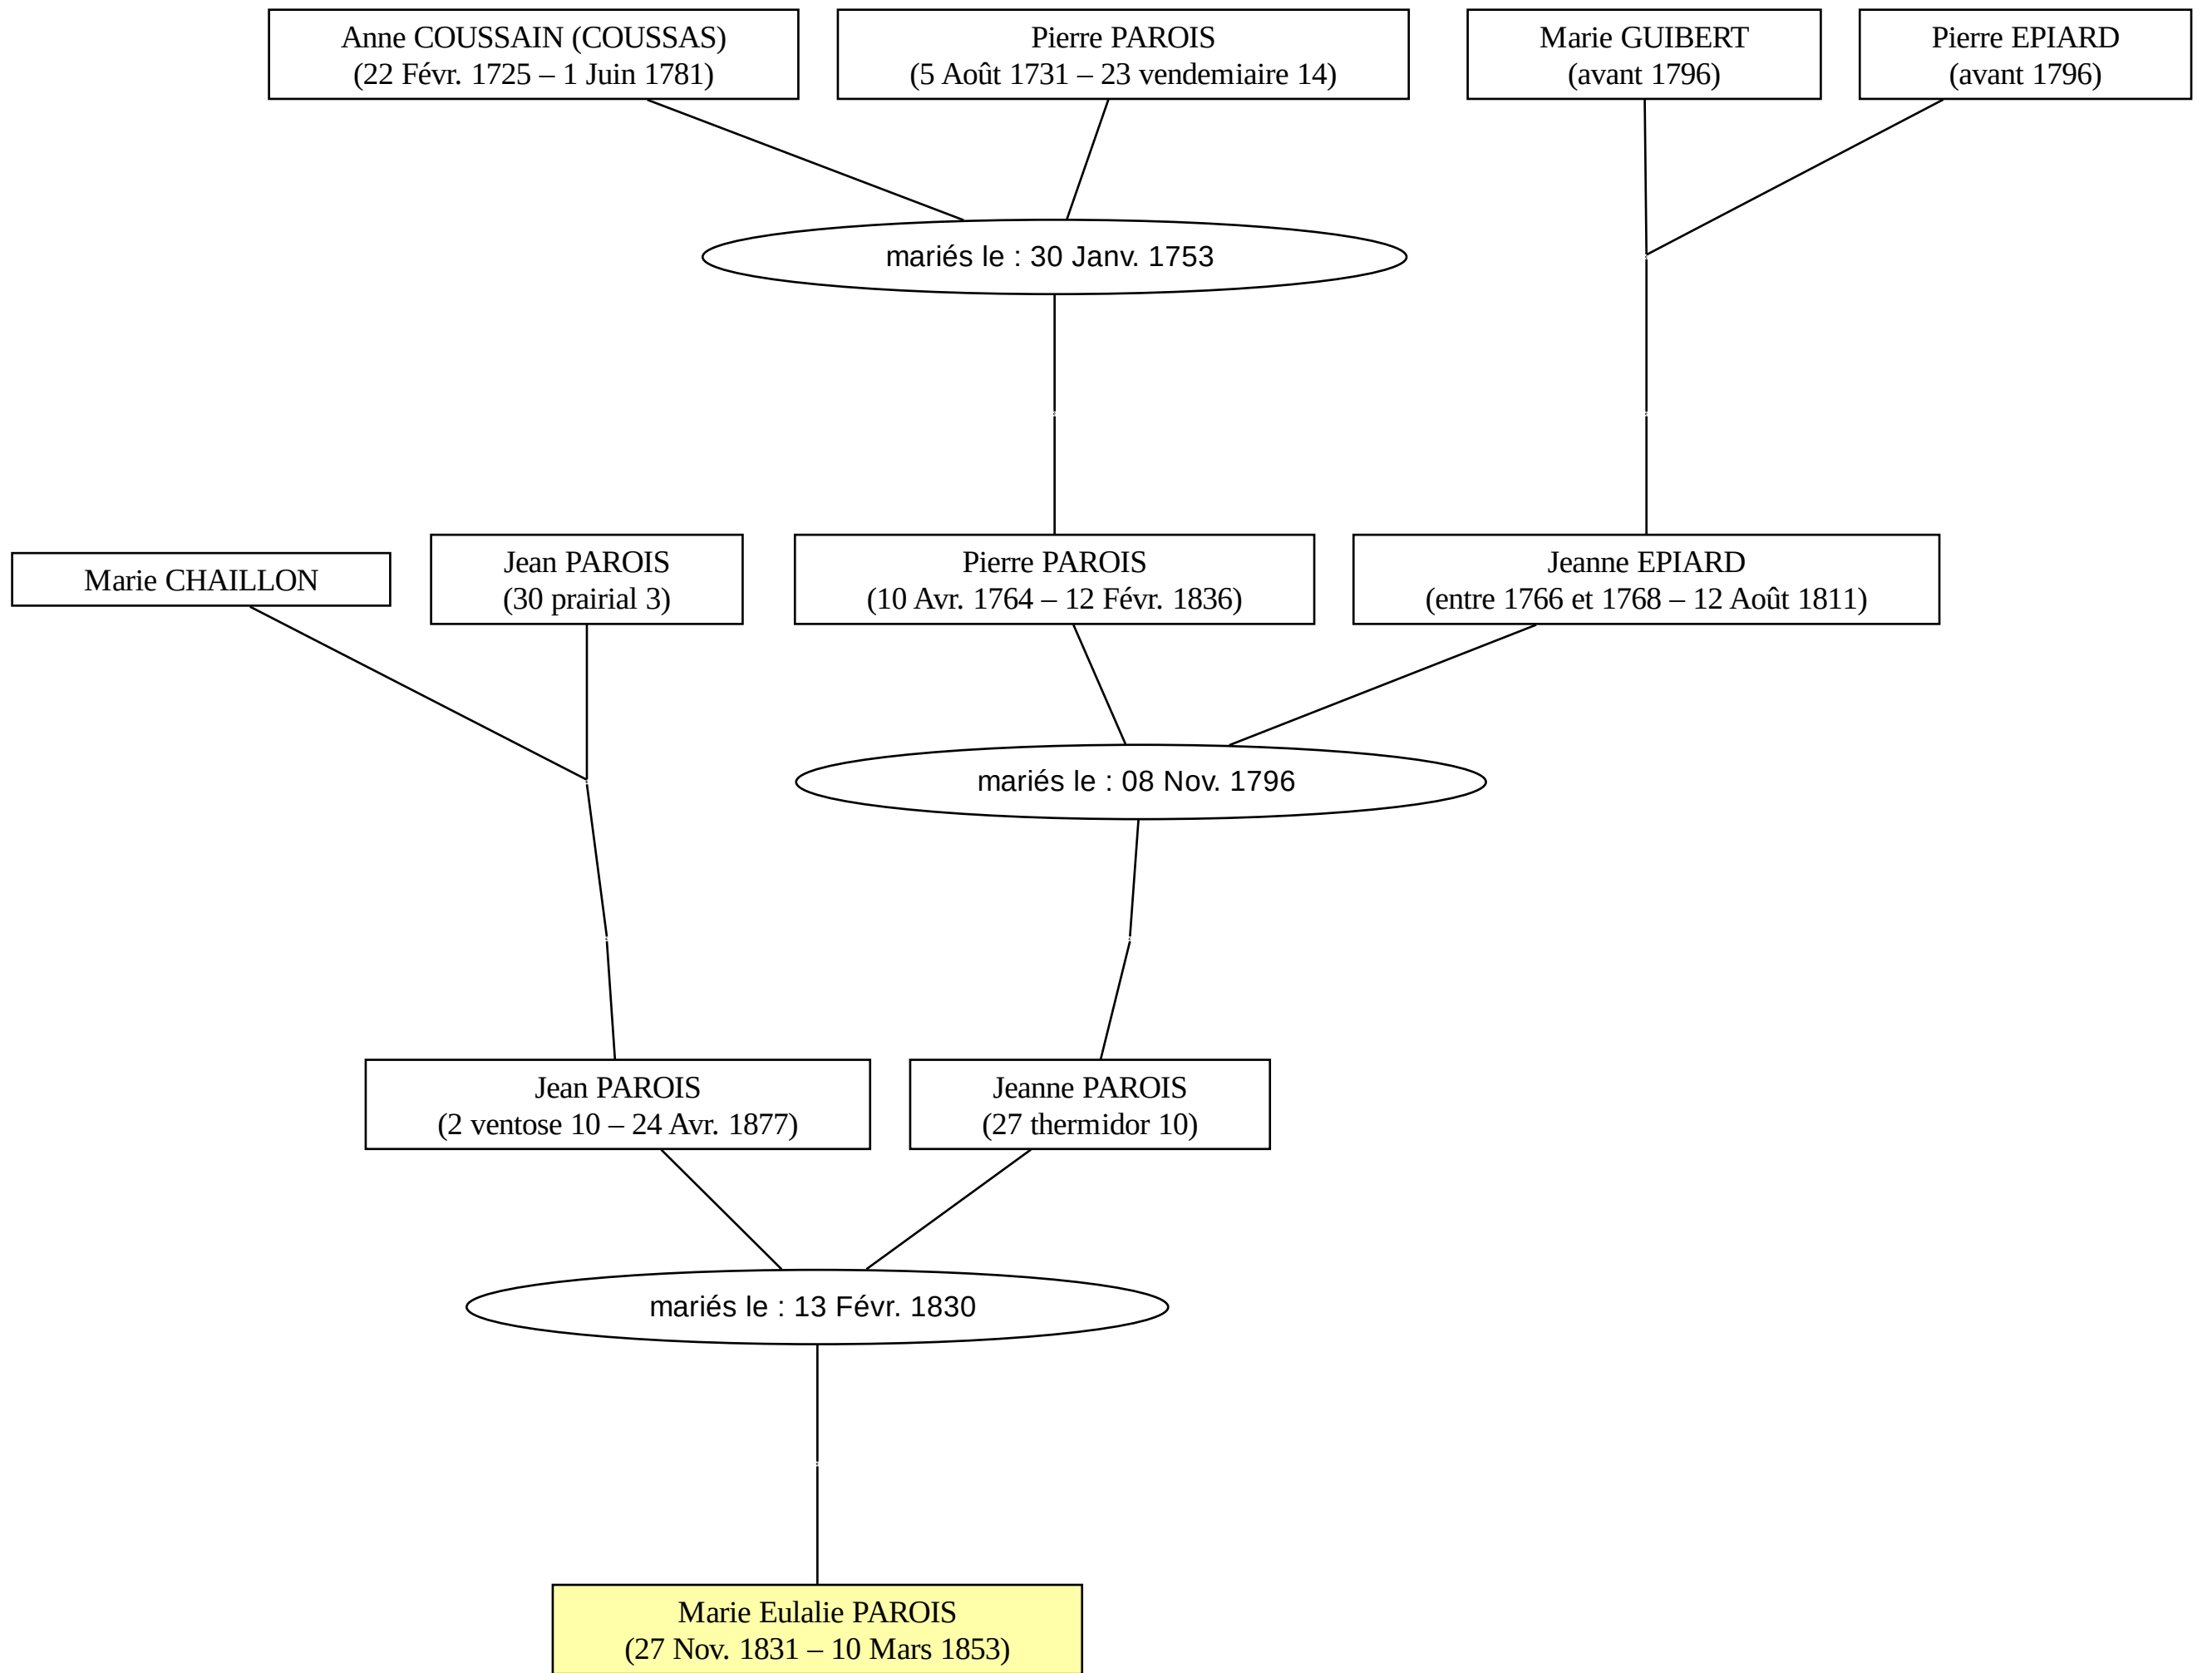 Anne COUSSAIN (COUSSAS)
(22 Févr. 1725 – 1 Juin 1781)
Pierre PAROIS
(5 Août 1731 – 23 vendemiaire 14)
Marie GUIBERT
(avant 1796)
Pierre EPIARD
(avant 1796)
mariés le : 30 Janv. 1753
Marie CHAILLON
Jean PAROIS
(30 prairial 3)
Pierre PAROIS
(10 Avr. 1764 – 12 Févr. 1836)
Jeanne EPIARD
(entre 1766 et 1768 – 12 Août 1811)
mariés le : 08 Nov. 1796
Jean PAROIS
(2 ventose 10 – 24 Avr. 1877)
Jeanne PAROIS
(27 thermidor 10)
mariés le : 13 Févr. 1830
Marie Eulalie PAROIS
(27 Nov. 1831 – 10 Mars 1853)